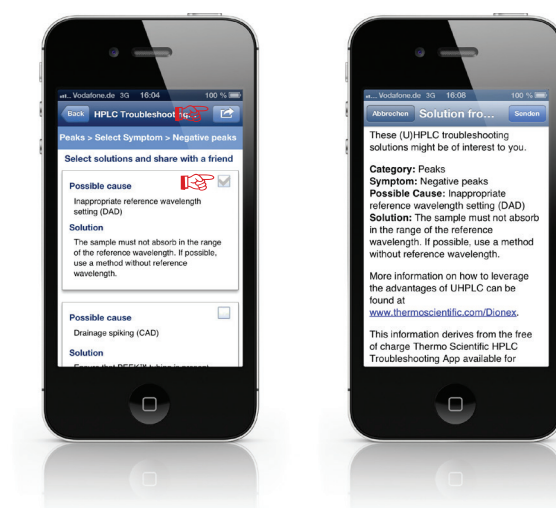 Vodafone.de 3G 16:04 100 %
Back HPLC Troubleshooting
Peaks > Select Symptom > Negative peaks
Select solutions and share with a friend
Possible cause
Inappropriate reference wavelength
setting (DAD)
Solution
The sample must not absorb in the range
of the reference wavelength. If possible,
use a method without reference
wavelength.
Possible cause
Drainage spiking (CAD)
Solution
Ensure that PEEK
... Vodafone.de 3G 16:08 100 %
Abbrechen Solution fro... Senden
These (U)HPLC troubleshooting
solutions might be of interest to you.
Category: Peaks
Symptom: Negative peaks
Possible Cause: Inappropriate
reference wavelength setting (DAD)
Solution: The sample must not absorb
in the range of the reference
wavelength. If possible, use a method
without reference wavelength.
More information on how to leverage
the advantages of UHPLC can be
found at
www.thermoscientific.com/Dionex.
This information derives from the free
of charge Thermo Scientific HPLC
Troubleshooting App available for